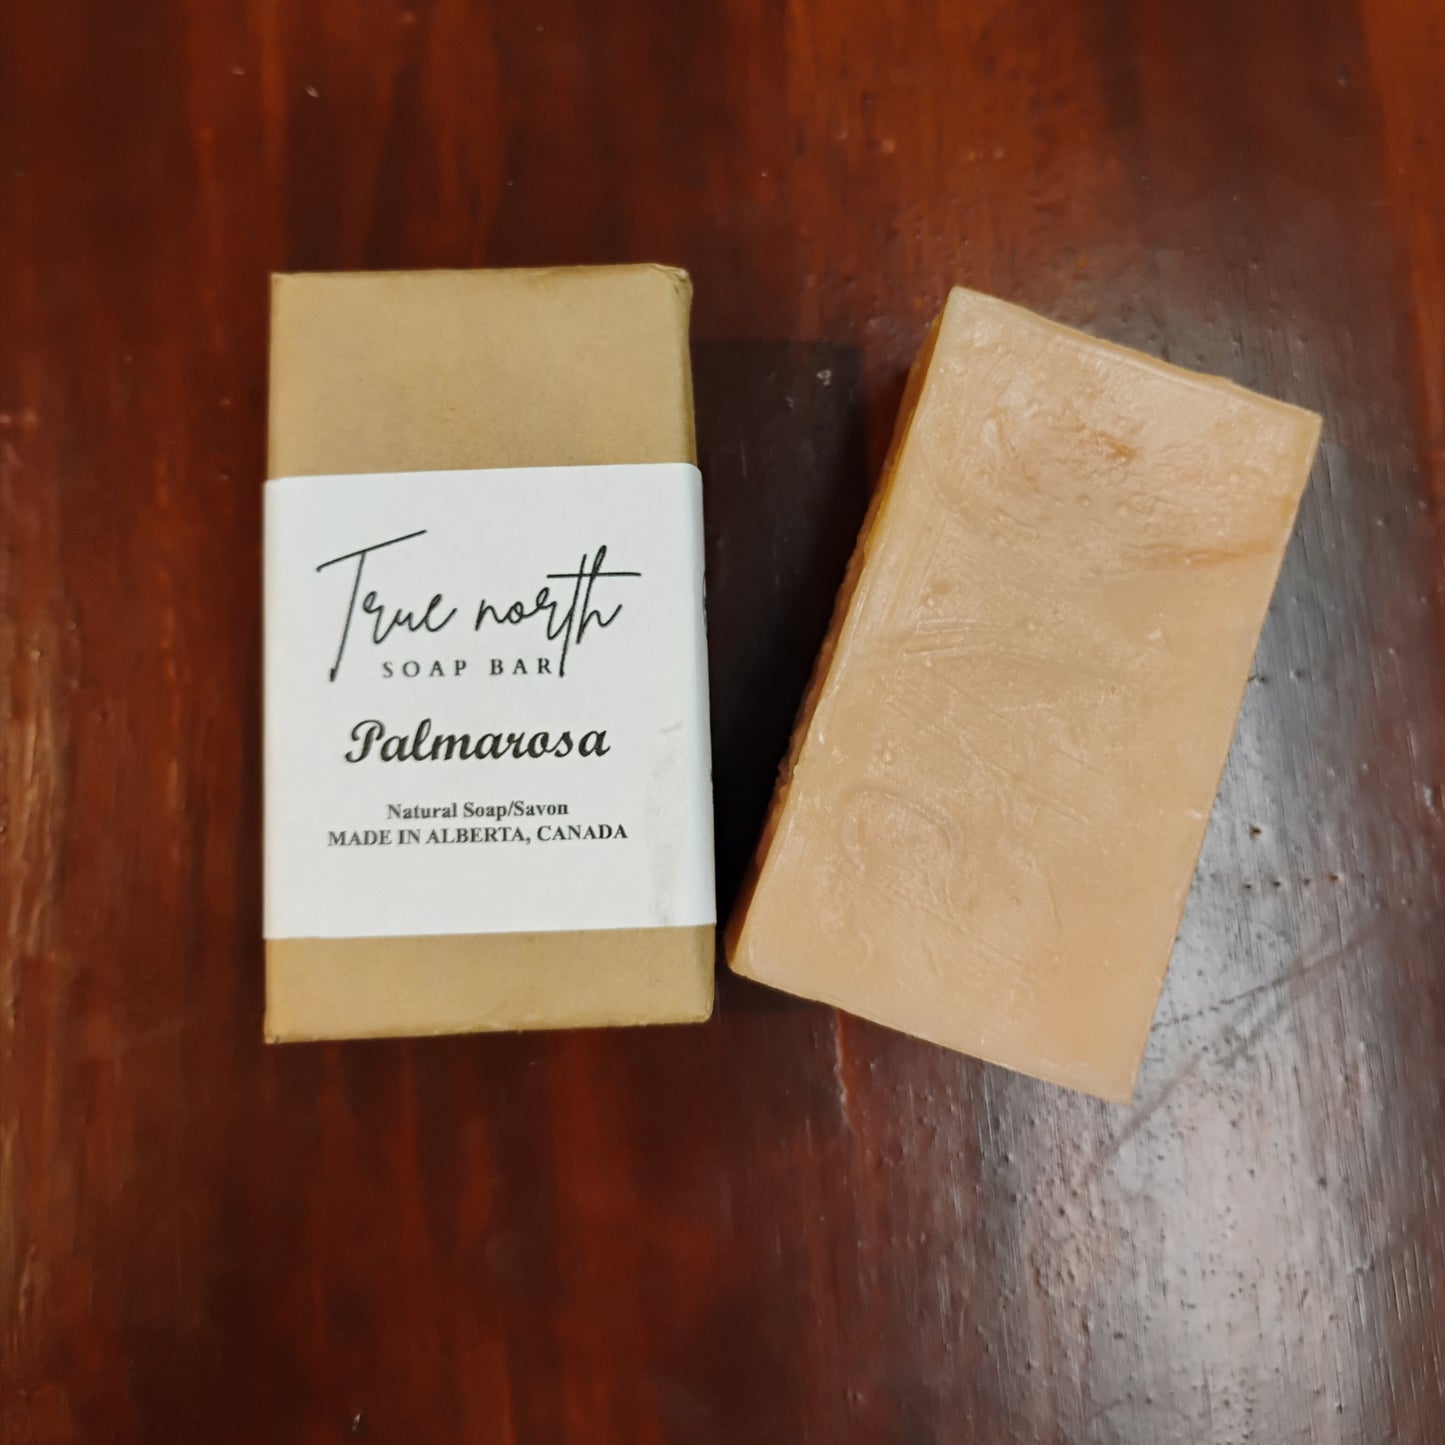 True north
SOAP BAR
Palmarosa
Natural Soap/Savon
MADE IN ALBERTA, CANADA